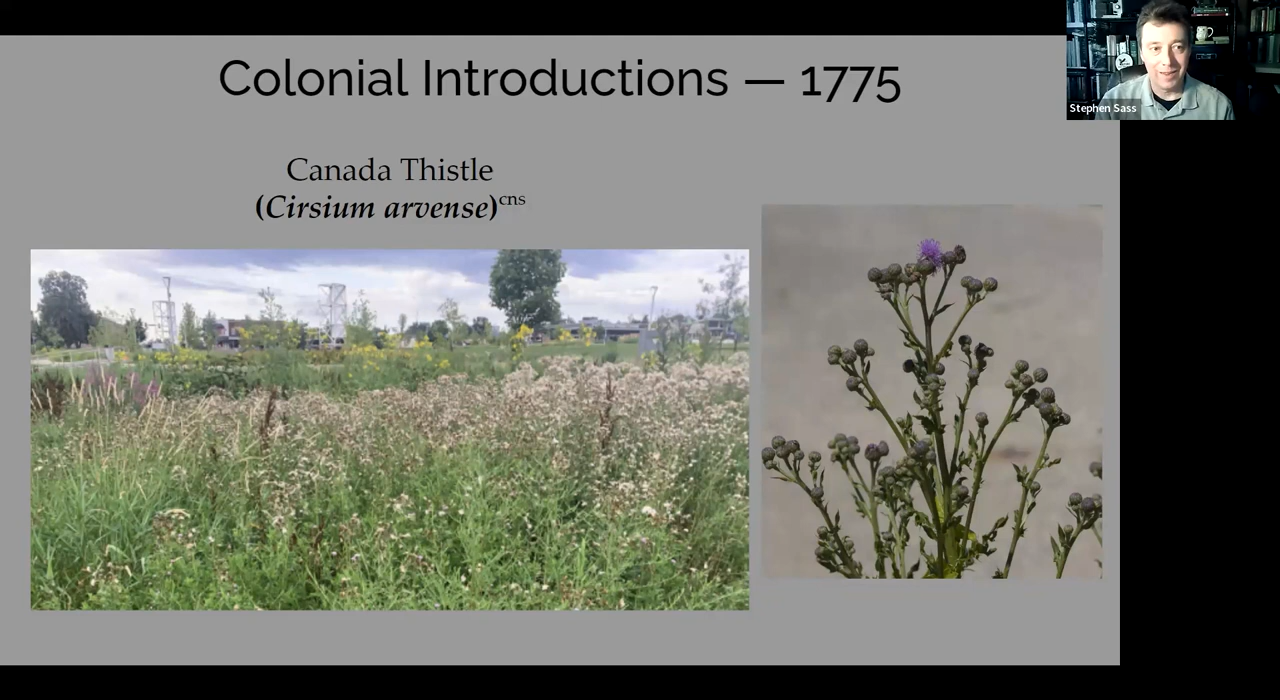 Colonial Introductions — 1775
Stephen Sass
Canada Thistle
(Cirsium arvense)cns